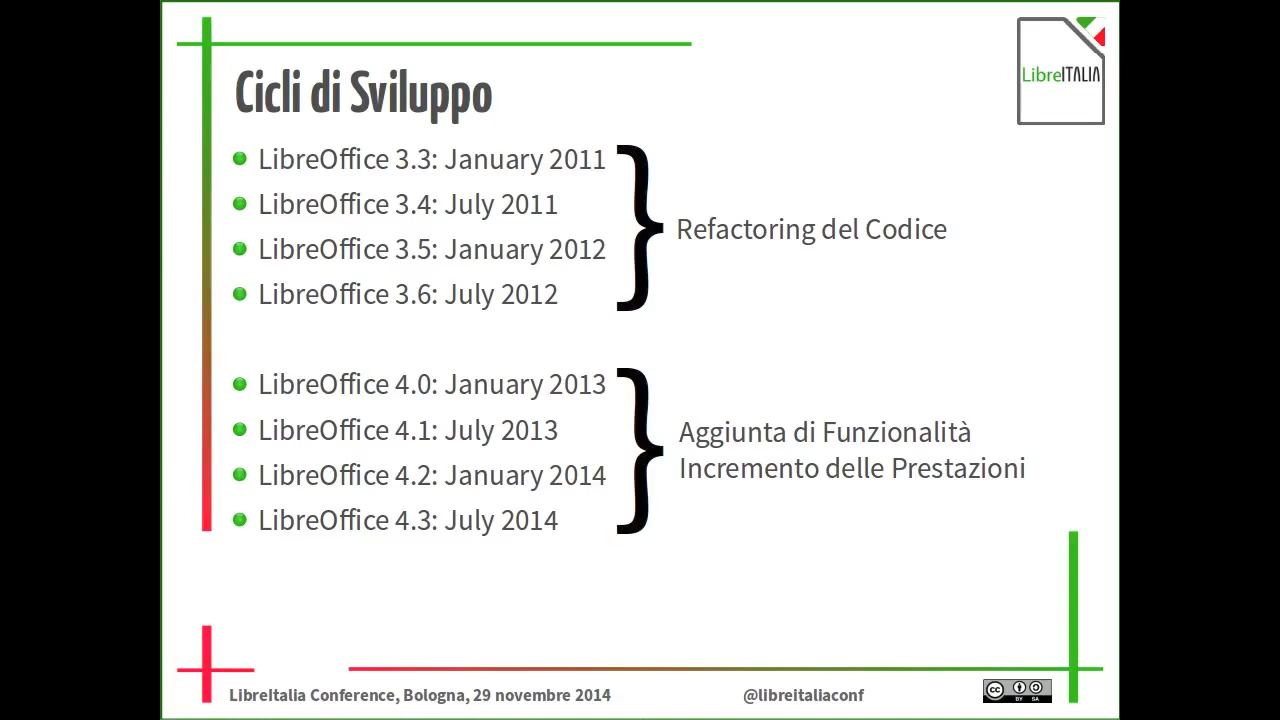 LibreITALIA
Cicli di Sviluppo
LibreOffice 3.3: January 2011
LibreOffice 3.4: July 2011
LibreOffice 3.5: January 2012
LibreOffice 3.6: July 2012
Refactoring del Codice
LibreOffice 4.0: January 2013
LibreOffice 4.1: July 2013
LibreOffice 4.2: January 2014
LibreOffice 4.3: July 2014
Aggiunta di Funzionalità
Incremento delle Prestazioni
LibreItalia Conference, Bologna, 29 novembre 2014
@libreitaliaconf
cc BY SA